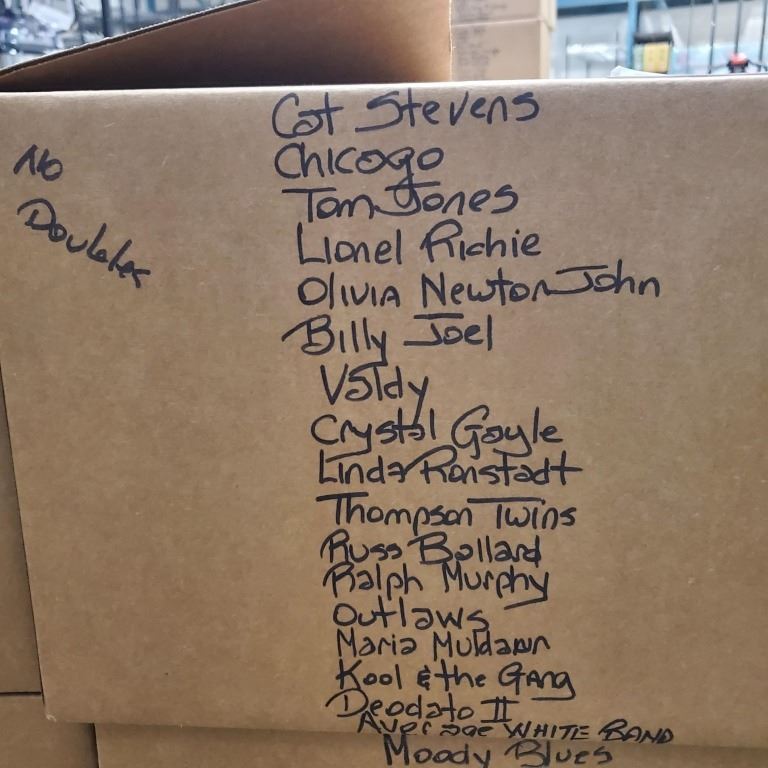 No
Doubles
Cat Stevens
Chicago
Tom Jones
Lionel Richie
Olivia Newton John
Billy Joel
Valdy
Crystal Gayle
Linda Ronstadt
Thompson Twins
Russ Ballard
Ralph Murphy
Outlaws
Maria Muldaur
Kool & the Gang
Deodato II
Average WHITE BAND
Moody Blues